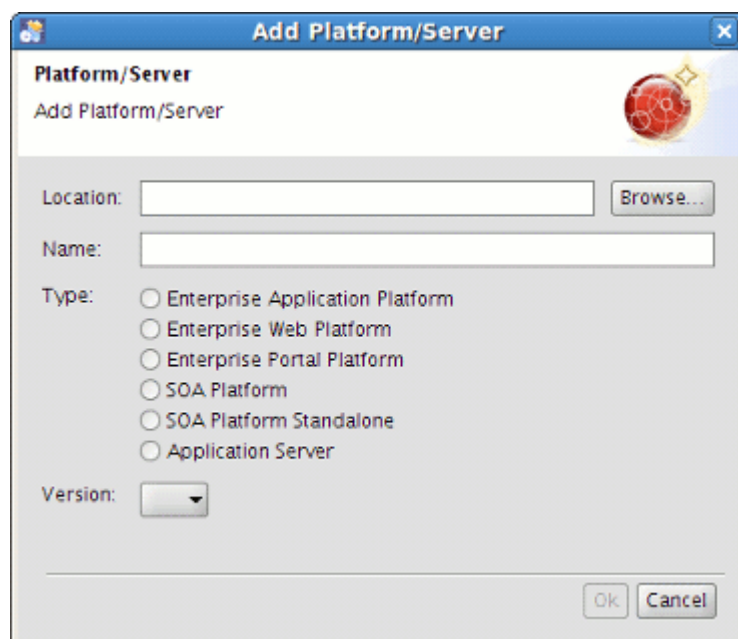 Add Platform/Server
Platform/Server
Add Platform/Server
Location:
Browse...
Name:
Type:
Enterprise Application Platform
Enterprise Web Platform
Enterprise Portal Platform
SOA Platform
SOA Platform Standalone
Application Server
Version:
Ok
Cancel